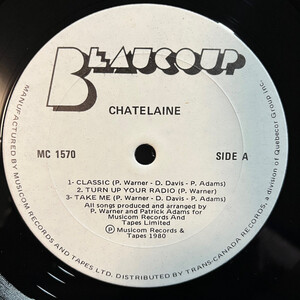 BEAUCOUP
CHATELAINE
MC 1570
SIDE A
1- CLASSIC (P. Warner - D. Davis - P. Adams)
2. TURN UP YOUR RADIO (P. Warner)
3- TAKE ME (P. Warner - D. Davis - P. Adams)
All songs produced and arranged by
P. Warner and Patrick Adams for
Musicom Records And
Tapes Limited
Ⓟ Musicom Records &
Tapes 1980
MANUFACTURED BY MUSICOM RECORDS AND TAPES LTD. DISTRIBUTED BY TRANS-CANADA RECORDS, a division of Quebecor Group Inc.